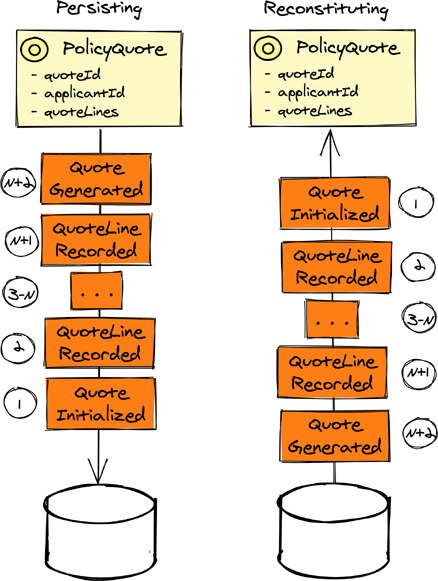 Persisting
PolicyQuote
- quoteId
- applicantId
- quoteLines
N+2
Quote
Generated
N+1
QuoteLine
Recorded
3-N
...
2
QuoteLine
Recorded
1
Quote
Initialized
Reconstituting
PolicyQuote
- quoteId
- applicantId
- quoteLines
Quote
Initialized
1
QuoteLine
Recorded
2
...
3-N
QuoteLine
Recorded
N+1
Quote
Generated
N+2